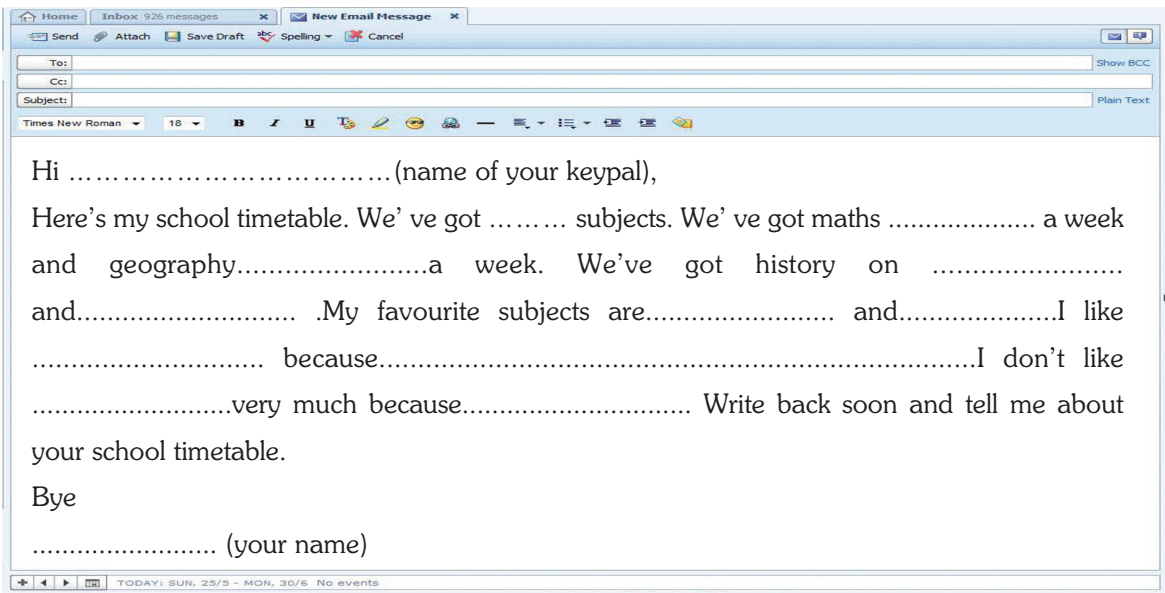 Home Inbox 926 messages × New Email Message ×
Send Attach Save Draft abc Spelling Cancel
To: Show BCC
Cc:
Subject: Plain Text
Times New Roman 18 B I U T
Hi ……………………………(name of your keypal),
Here's my school timetable. We' ve got ……… subjects. We' ve got maths .................... a week
and geography..........................a week. We've got history on ..........................
and.............................. .My favourite subjects are.......................... and.....................I like
............................... because................................................................................I don't like
...........................very much because............................... Write back soon and tell me about
your school timetable.
Bye
......................... (your name)
TODAY: SUN, 25/5 - MON, 30/6 No events